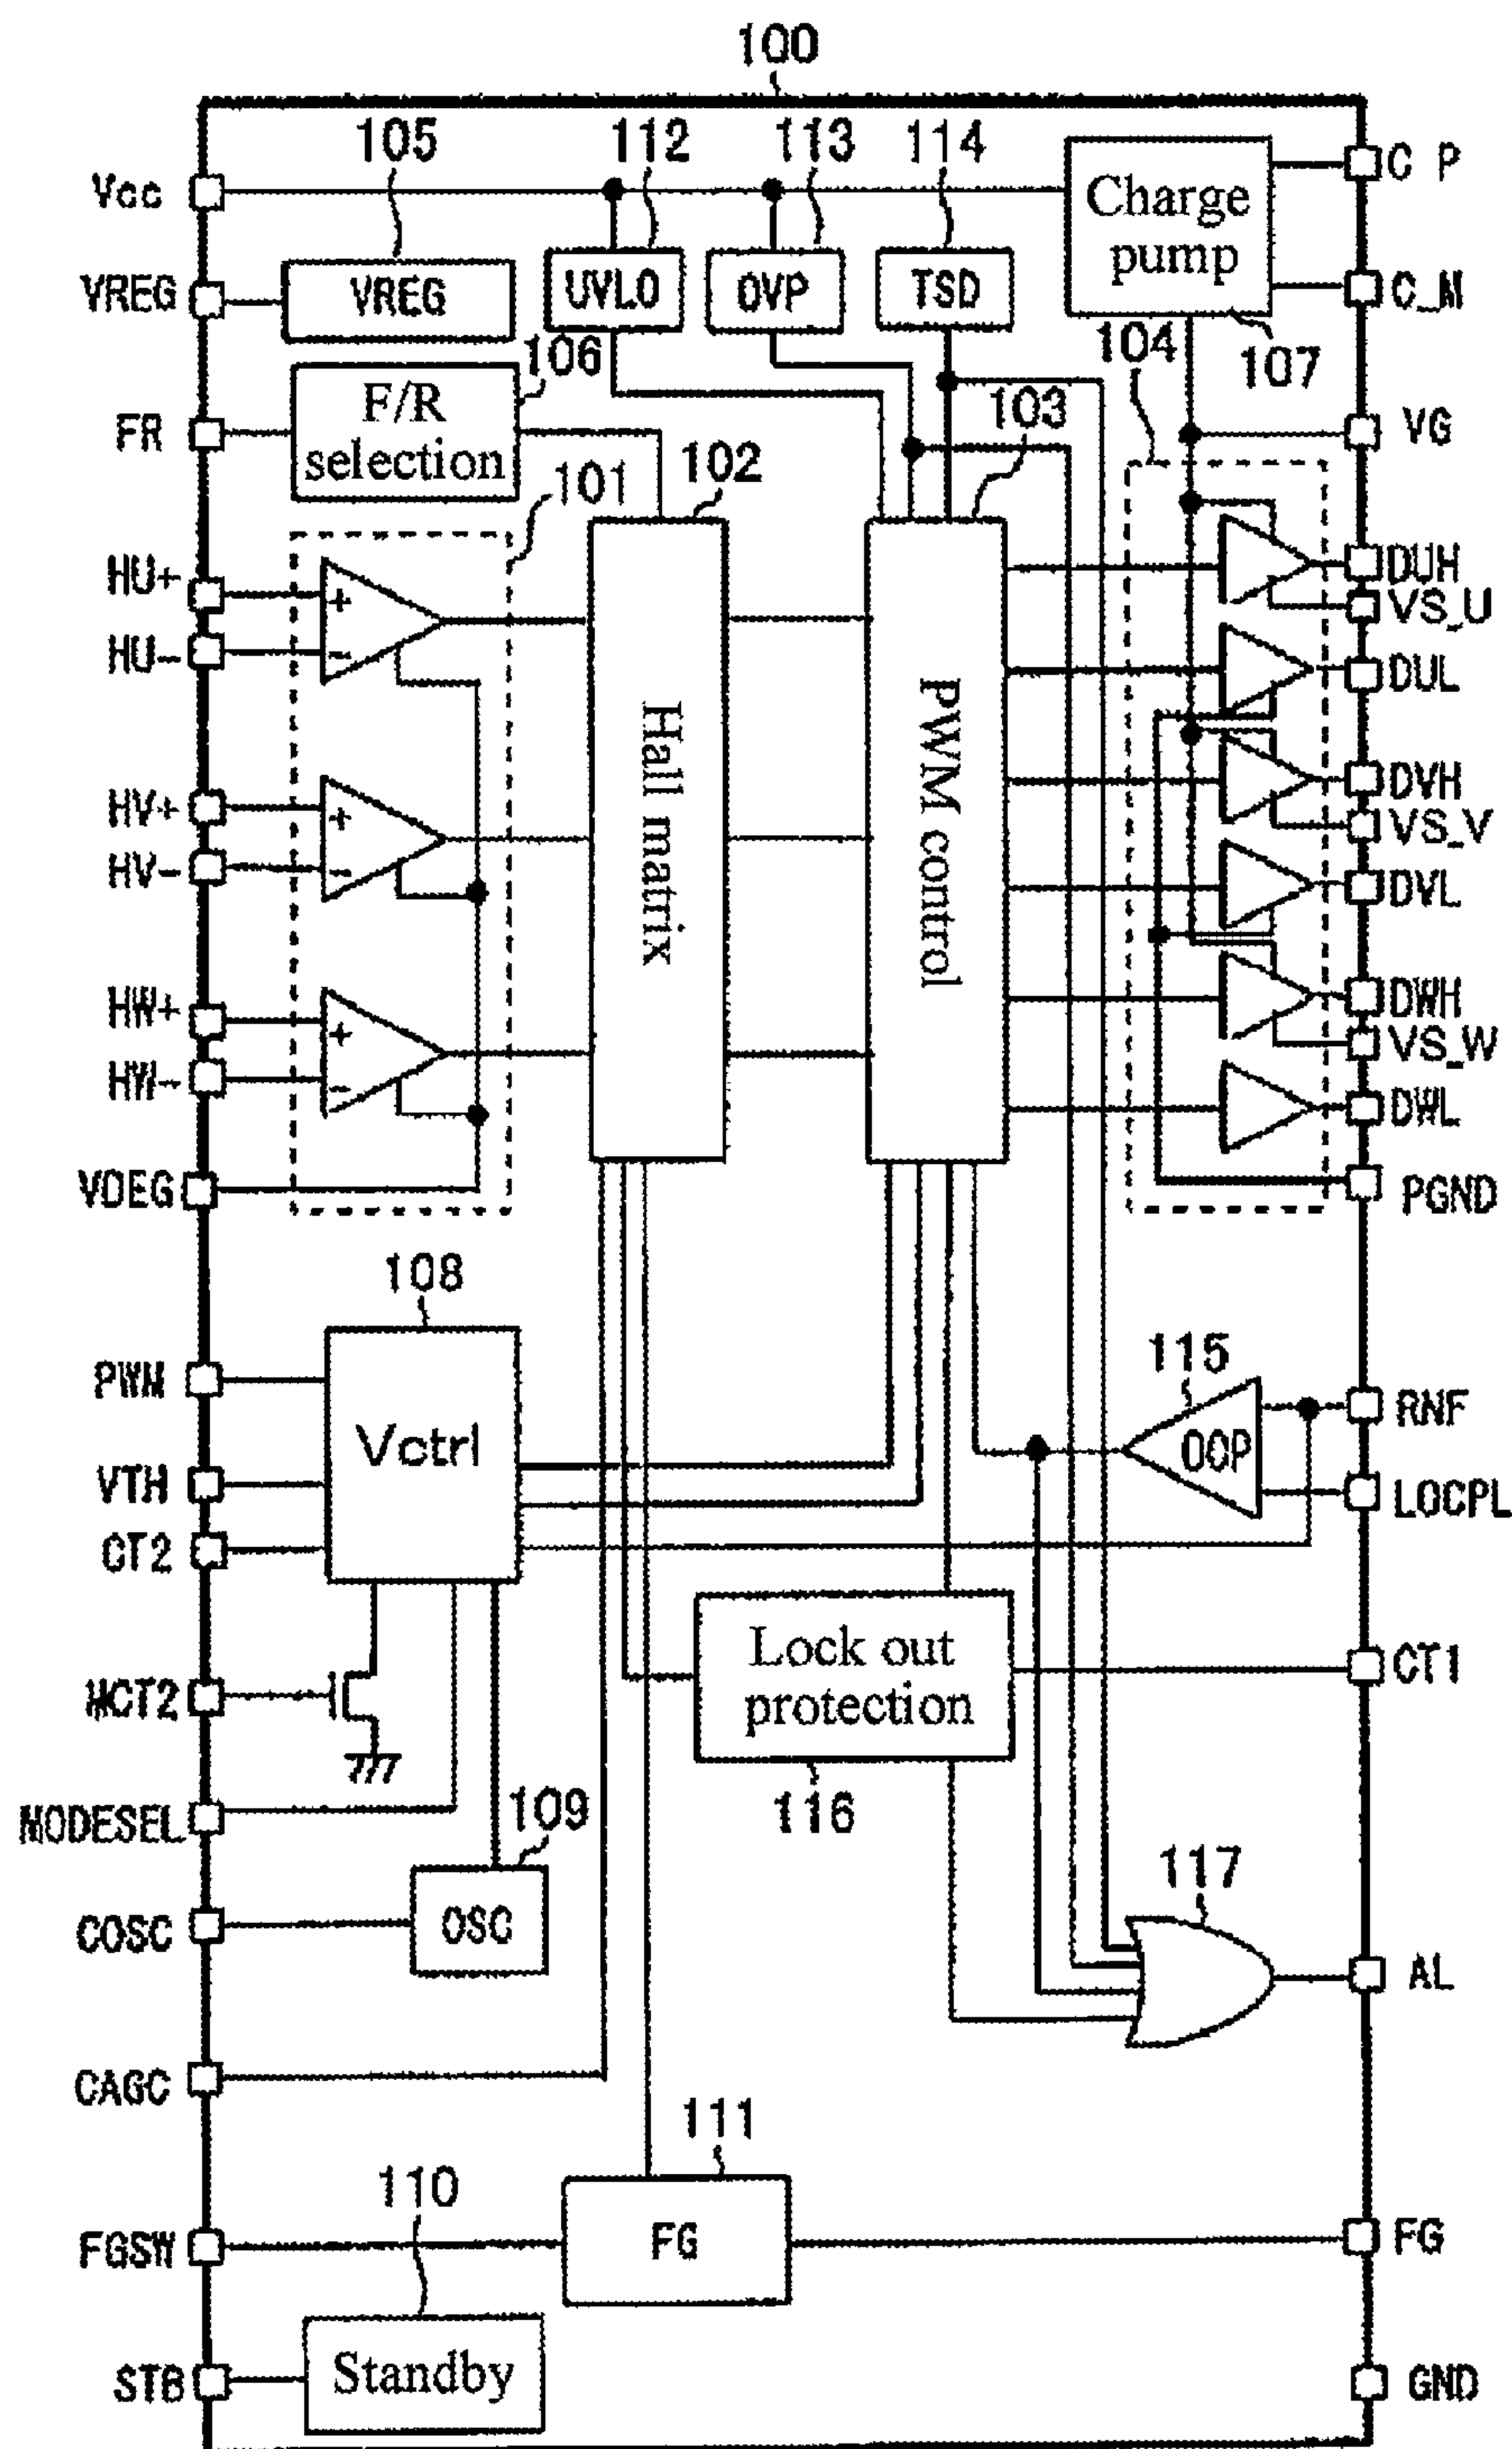 100
105
112
113
114
Vcc
Charge
pump
C P
VREG
VREG
UVLO
OVP
TSD
C_M
106
104
107
FR
F/R
selection
103
VG
101
102
HU+
HU-
DUH
VS_U
DUL
HV+
HV-
Hall matrix
PWM control
DVH
VS_V
DVL
HW+
HW-
DWH
VS_W
DWL
VDEG
PGND
108
PWM
Vctrl
115
OCP
RNF
VTH
LOCPL
CT2
Lock out
protection
CT1
MCT2
116
MODESEL
109
117
COSC
OSC
AL
CAGC
111
110
FGSW
FG
FG
STB
Standby
GND